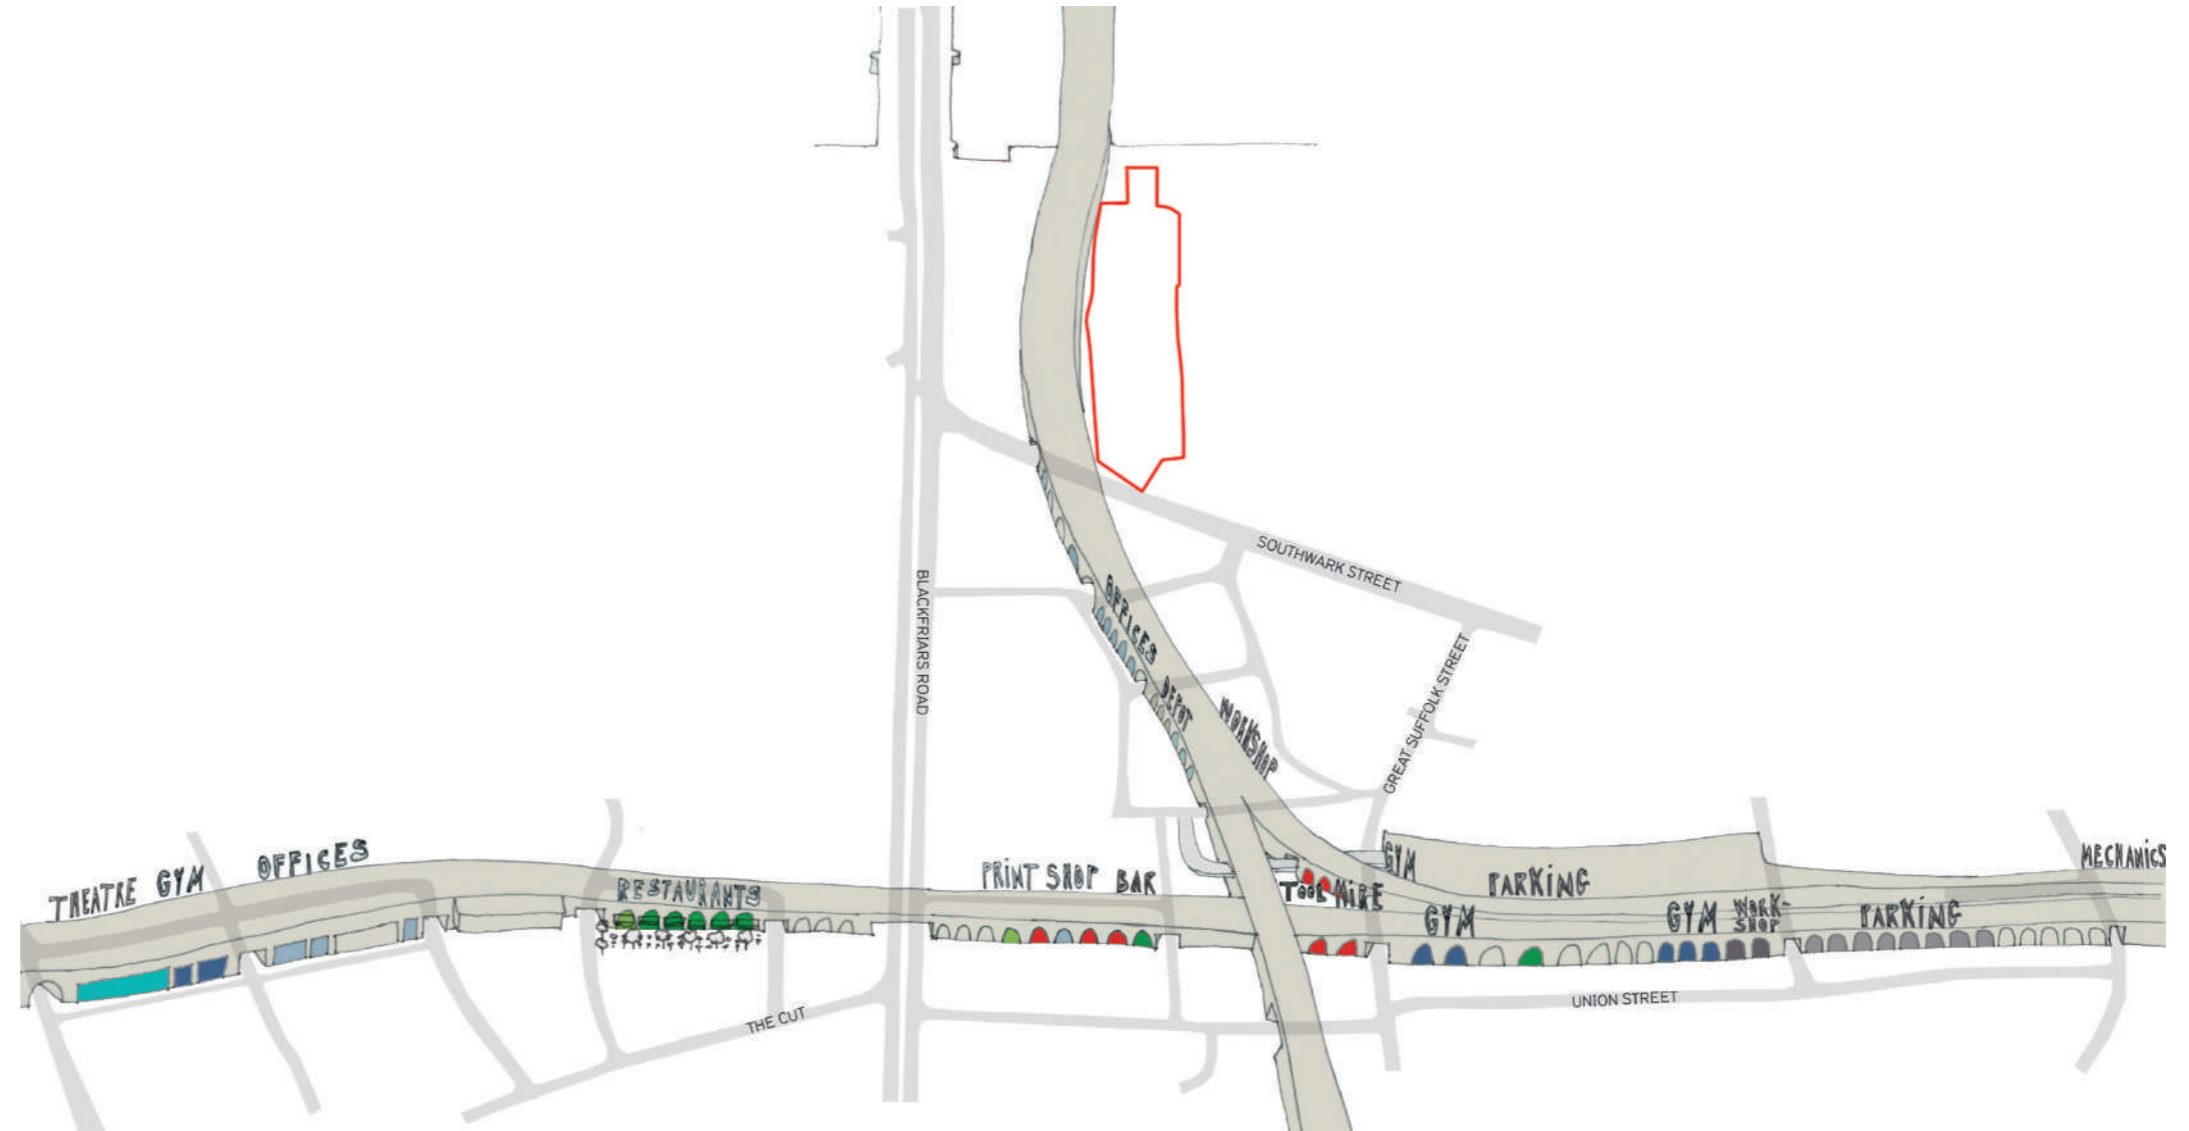 SOUTHWARK STREET
BLACKFRIARS ROAD
OFFICES
GREAT SUFFOLK STREET
DEPOT
WORKSHOP
THEATRE
GYM
OFFICES
RESTAURANTS
PRINT SHOP
BAR
TOOL HIRE
GYM
PARKING
MECHANICS
GYM
GYM
WORK-
SHOP
PARKING
THE CUT
UNION STREET